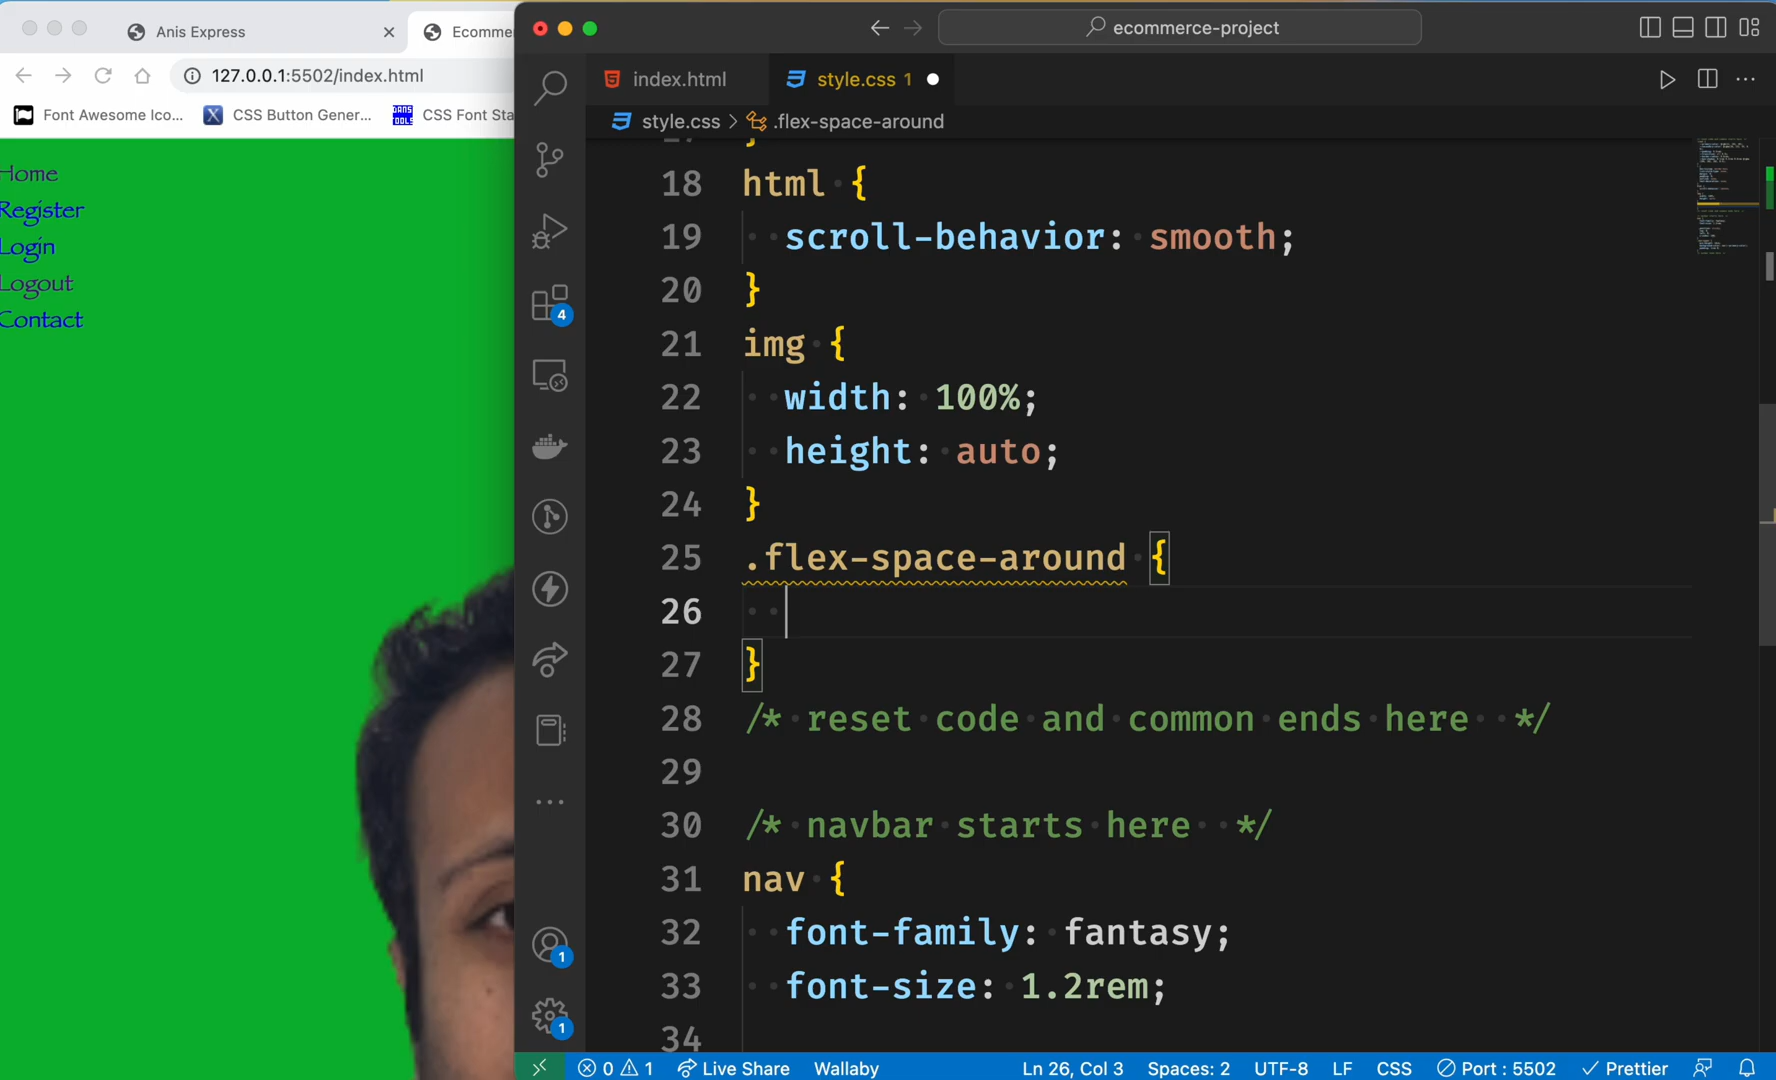 Anis Express
Ecomme
ecommerce-project
127.0.0.1:5502/index.html
Font Awesome Ico...
CSS Button Gener...
CSS Font Sta
index.html
style.css 1
style.css > .flex-space-around
Home
Register
Login
Logout
Contact
18 html {
19 scroll-behavior: smooth;
20 }
21 img {
22 width: 100%;
23 height: auto;
24 }
25 .flex-space-around {
26
27 }
28 /* reset code and common ends here */
29
30 /* navbar starts here */
31 nav {
32 font-family: fantasy;
33 font-size: 1.2rem;
34
4
1
1
0 1 Live Share Wallaby Ln 26, Col 3 Spaces: 2 UTF-8 LF CSS Port : 5502 Prettier